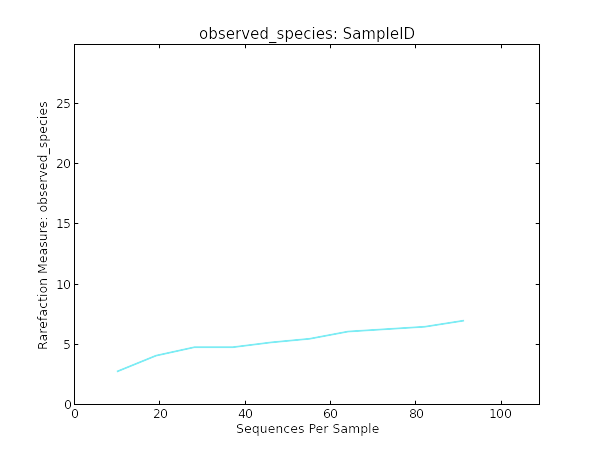 observed_species: SampleID
Rarefaction Measure: observed_species
25
20
15
10
5
0
0 20 40 60 80 100
Sequences Per Sample